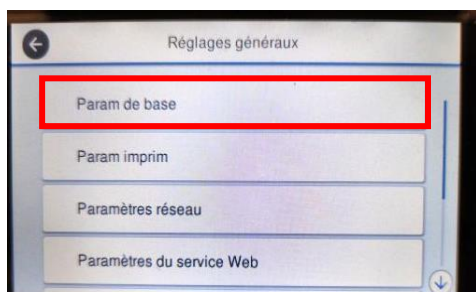 Réglages généraux
Param de base
Param imprim
Paramètres réseau
Paramètres du service Web